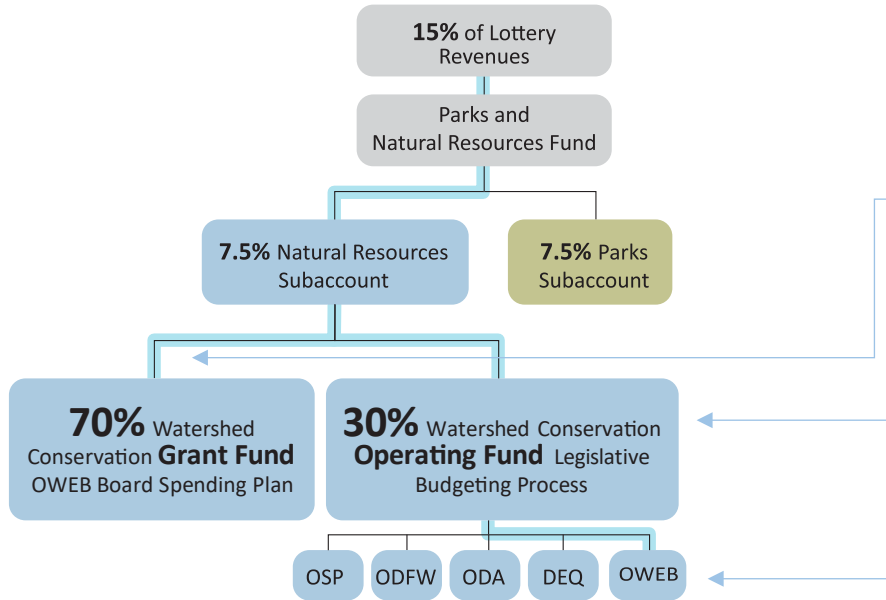 15% of Lottery
Revenues
Parks and
Natural Resources Fund
7.5% Natural Resources
Subaccount
7.5% Parks
Subaccount
70% Watershed
Conservation Grant Fund
OWEB Board Spending Plan
30% Watershed Conservation
Operating Fund Legislative
Budgeting Process
OSP
ODFW
ODA
DEQ
OWEB